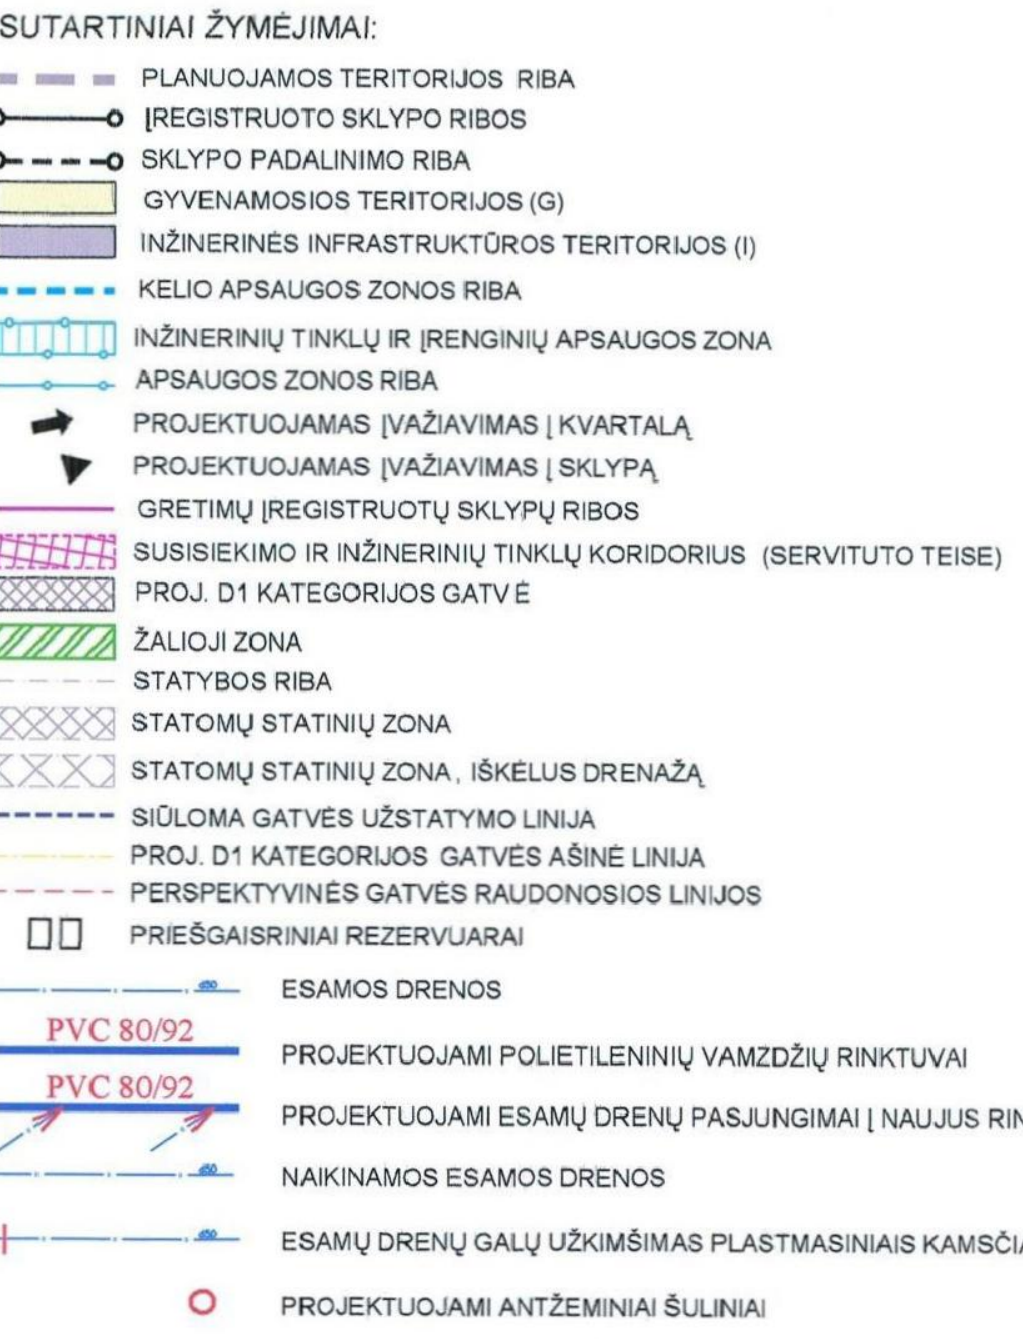 SUTARTINIAI ŽYMĖJIMAI:
PLANUOJAMOS TERITORIJOS RIBA
ĮREGISTRUOTO SKLYPO RIBOS
SKLYPO PADALINIMO RIBA
GYVENAMOSIOS TERITORIJOS (G)
INŽINERINĖS INFRASTRUKTŪROS TERITORIJOS (I)
KELIO APSAUGOS ZONOS RIBA
INŽINERINIŲ TINKLŲ IR ĮRENGINIŲ APSAUGOS ZONA
APSAUGOS ZONOS RIBA
PROJEKTUOJAMAS ĮVAŽIAVIMAS Į KVARTALĄ
PROJEKTUOJAMAS ĮVAŽIAVIMAS Į SKLYPĄ
GRETIMŲ ĮREGISTRUOTŲ SKLYPŲ RIBOS
SUSISIEKIMO IR INŽINERINIŲ TINKLŲ KORIDORIUS (SERVITUTO TEISE)
PROJ. D1 KATEGORIJOS GATVĖ
ŽALIOJI ZONA
STATYBOS RIBA
STATOMŲ STATINIŲ ZONA
STATOMŲ STATINIŲ ZONA, IŠKĖLUS DRENAŽĄ
SIŪLOMA GATVĖS UŽSTATYMO LINIJA
PROJ. D1 KATEGORIJOS GATVĖS AŠINĖ LINIJA
PERSPEKTYVINĖS GATVĖS RAUDONOSIOS LINIJOS
PRIEŠGAISRINIAI REZERVUARAI
d50 ESAMOS DRENOS
PVC 80/92
PROJEKTUOJAMI POLIETILENINIŲ VAMZDŽIŲ RINKTUVAI
PVC 80/92
PROJEKTUOJAMI ESAMŲ DRENŲ PASJUNGIMAI Į NAUJUS RIN
d50 NAIKINAMOS ESAMOS DRENOS
d50 ESAMŲ DRENŲ GALŲ UŽKIMŠIMAS PLASTMASINIAIS KAMSČIA
PROJEKTUOJAMI ANTŽEMINIAI ŠULINIAI